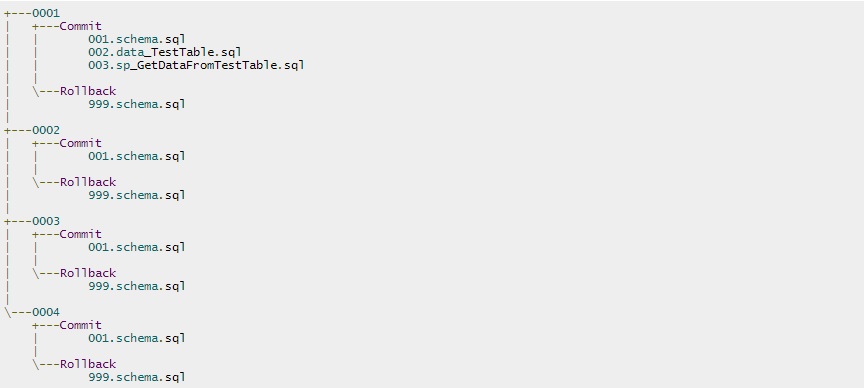 +---0001
|   +---Commit
|   |       001.schema.sql
|   |       002.data_TestTable.sql
|   |       003.sp_GetDataFromTestTable.sql
|   |
|   \---Rollback
|           999.schema.sql
|
+---0002
|   +---Commit
|   |       001.schema.sql
|   |
|   \---Rollback
|           999.schema.sql
|
+---0003
|   +---Commit
|   |       001.schema.sql
|   |
|   \---Rollback
|           999.schema.sql
|
\---0004
    +---Commit
    |       001.schema.sql
    |
    \---Rollback
            999.schema.sql